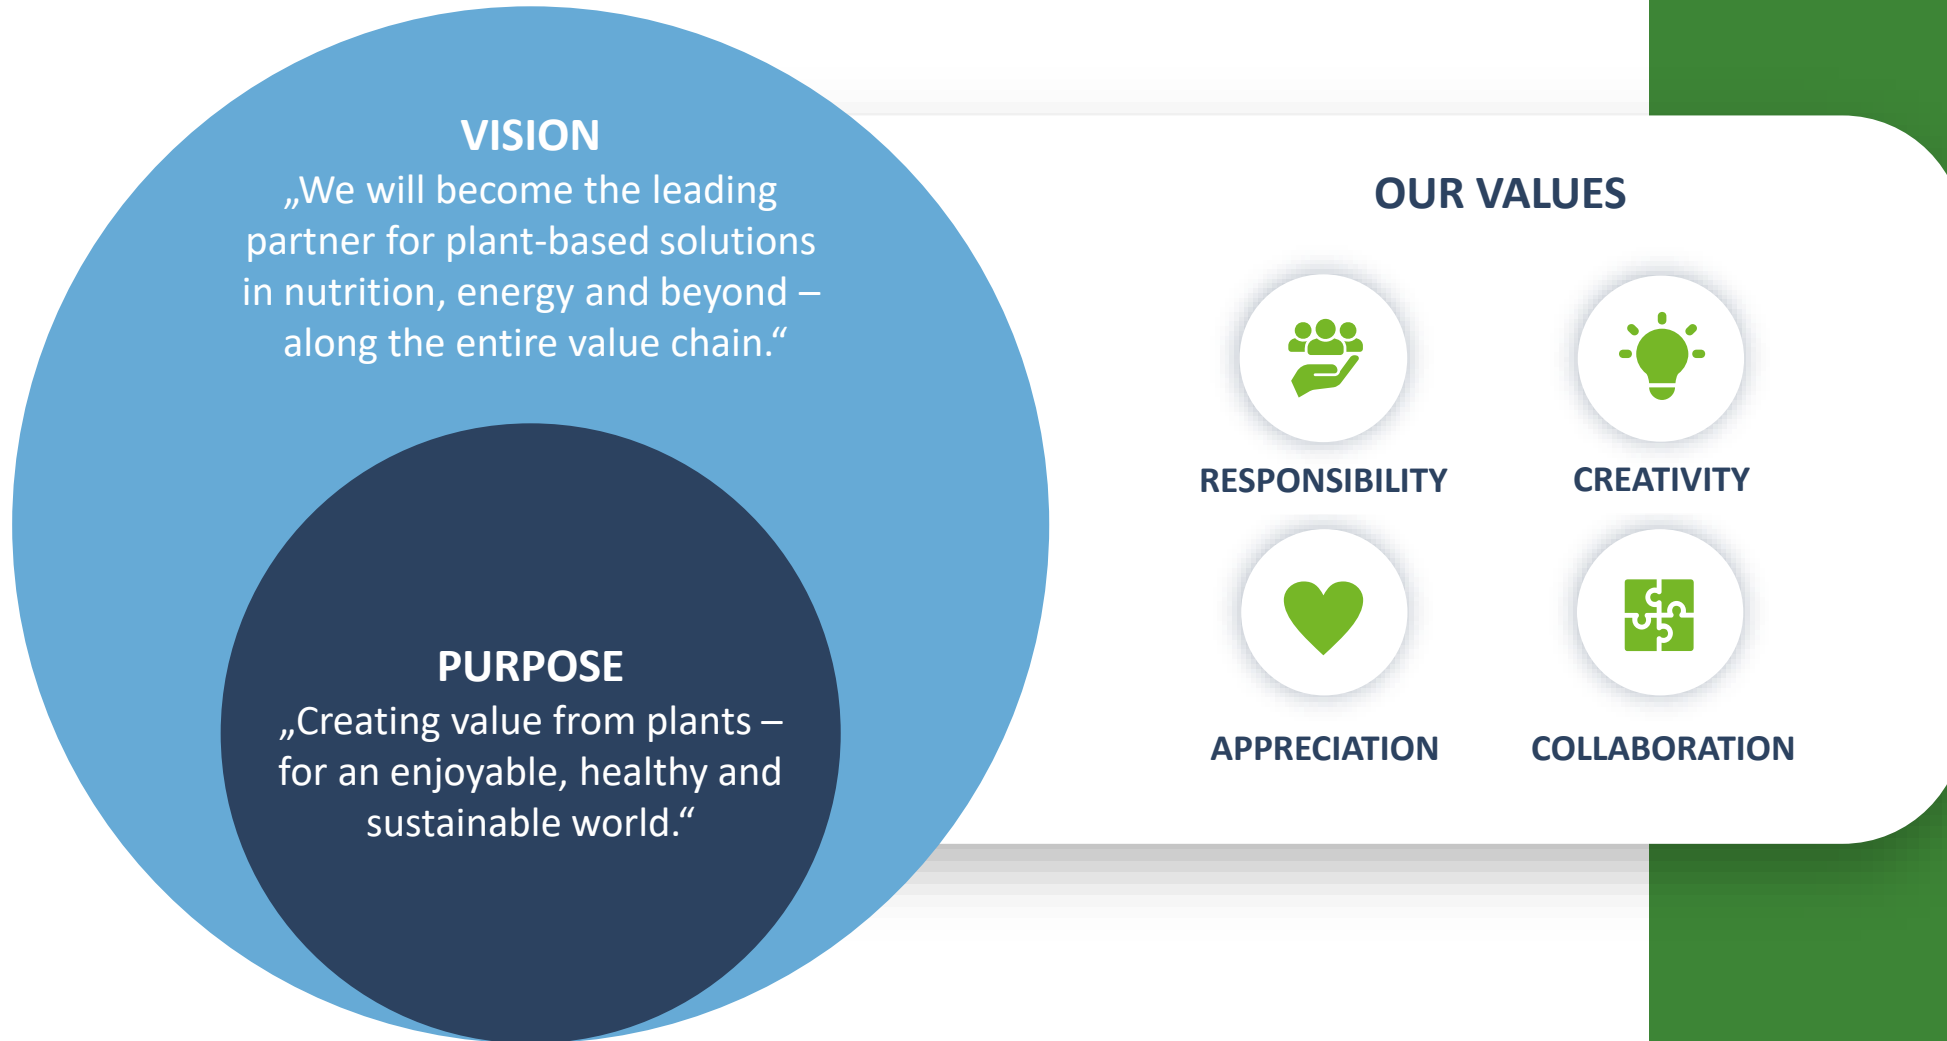 VISION
„We will become the leading
partner for plant-based solutions
in nutrition, energy and beyond –
along the entire value chain.“
PURPOSE
„Creating value from plants –
for an enjoyable, healthy and
sustainable world.“
OUR VALUES
RESPONSIBILITY
CREATIVITY
APPRECIATION
COLLABORATION